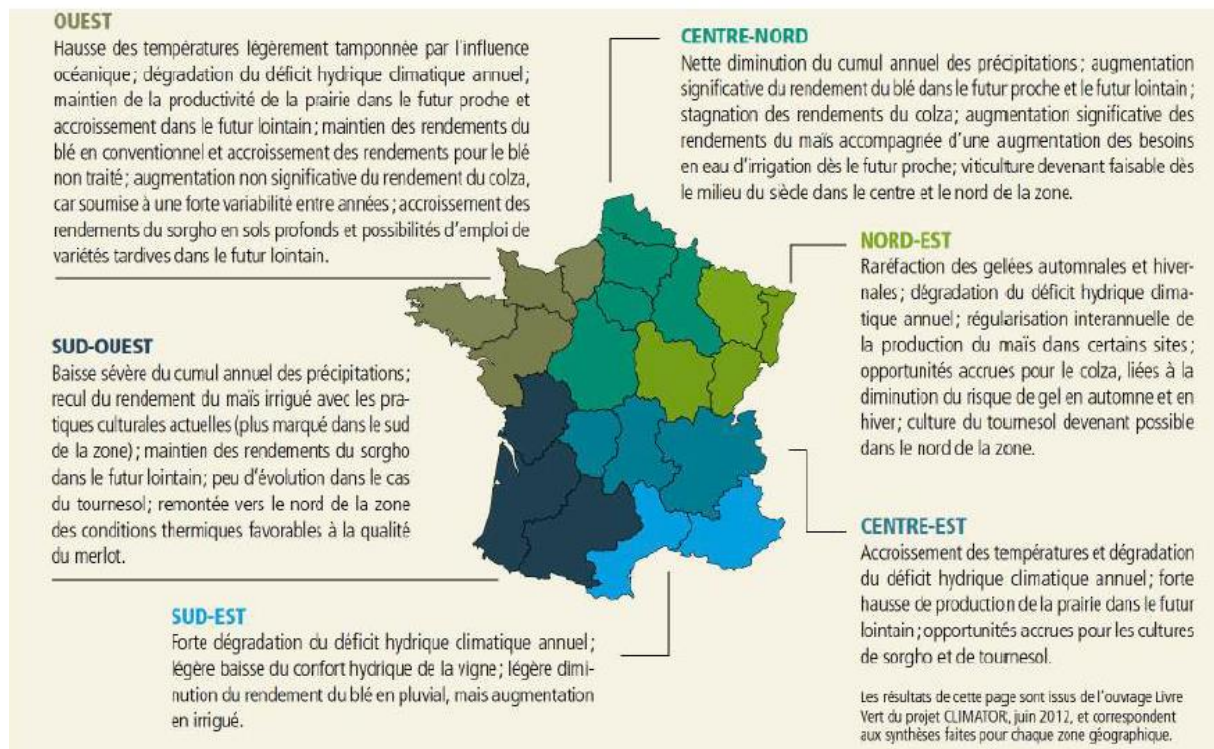 OUEST
Hausse des températures légèrement tamponnée par l'influence
océanique; dégradation du déficit hydrique climatique annuel;
maintien de la productivité de la prairie dans le futur proche et
accroissement dans le futur lointain; maintien des rendements du
blé en conventionnel et accroissement des rendements pour le blé
non traité; augmentation non significative du rendement du colza,
car soumise à une forte variabilité entre années; accroissement des
rendements du sorgho en sols profonds et possibilités d'emploi de
variétés tardives dans le futur lointain.
CENTRE-NORD
Nette diminution du cumul annuel des précipitations; augmentation
significative du rendement du blé dans le futur proche et le futur lointain;
stagnation des rendements du colza; augmentation significative des
rendements du maïs accompagnée d'une augmentation des besoins
en eau d'irrigation dès le futur proche; viticulture devenant faisable dès
le milieu du siècle dans le centre et le nord de la zone.
NORD-EST
Raréfaction des gelées automnales et hiver-
nales; dégradation du déficit hydrique clima-
tique annuel; régularisation interannuelle de
la production du maïs dans certains sites;
opportunités accrues pour le colza, liées à la
diminution du risque de gel en automne et en
hiver; culture du tournesol devenant possible
dans le nord de la zone.
SUD-OUEST
Baisse sévère du cumul annuel des précipitations;
recul du rendement du maïs irrigué avec les pra-
tiques culturales actuelles (plus marqué dans le sud
de la zone); maintien des rendements du sorgho
dans le futur lointain; peu d'évolution dans le cas
du tournesol; remontée vers le nord de la zone
des conditions thermiques favorables à la qualité
du merlot.
CENTRE-EST
Accroissement des températures et dégradation
du déficit hydrique climatique annuel; forte
hausse de production de la prairie dans le futur
lointain; opportunités accrues pour les cultures
de sorgho et de tournesol.
SUD-EST
Forte dégradation du déficit hydrique climatique annuel;
légère baisse du confort hydrique de la vigne; légère dimi-
nution du rendement du blé en pluvial, mais augmentation
en irrigué.
Les résultats de cette page sont issus de l'ouvrage Livre
Vert du projet CLIMATOR, juin 2012, et correspondent
aux synthèses faites pour chaque zone géographique.